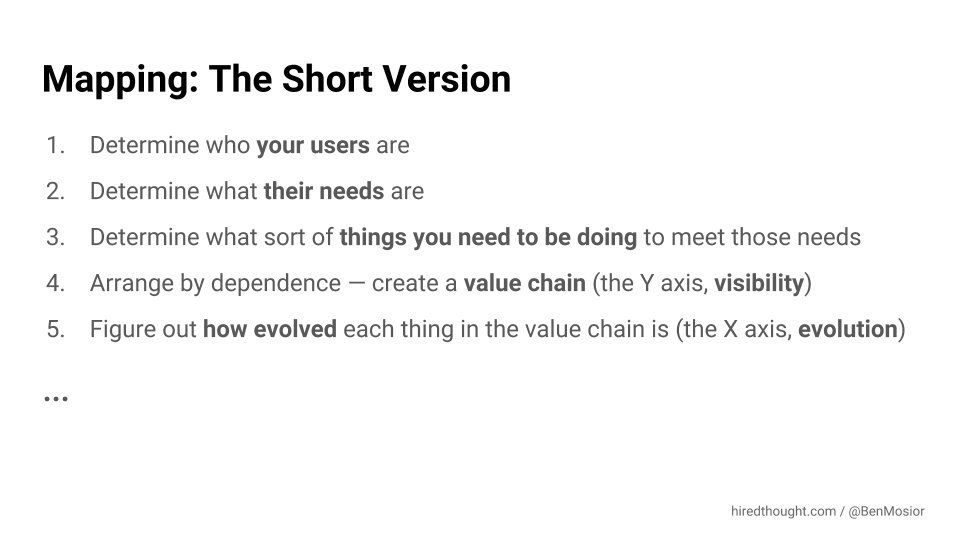 Mapping: The Short Version
1. Determine who your users are
2. Determine what their needs are
3. Determine what sort of things you need to be doing to meet those needs
4. Arrange by dependence — create a value chain (the Y axis, visibility)
5. Figure out how evolved each thing in the value chain is (the X axis, evolution)
...
hiredthought.com / @BenMosior